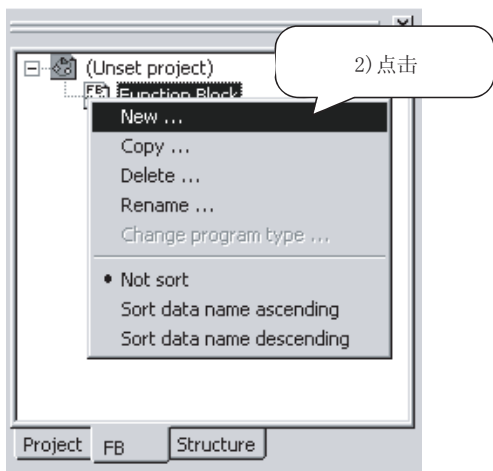 (Unset project)
2)点击
FB Function Block
New ...
Copy ...
Delete ...
Rename ...
Change program type ...
• Not sort
Sort data name ascending
Sort data name descending
Project FB Structure